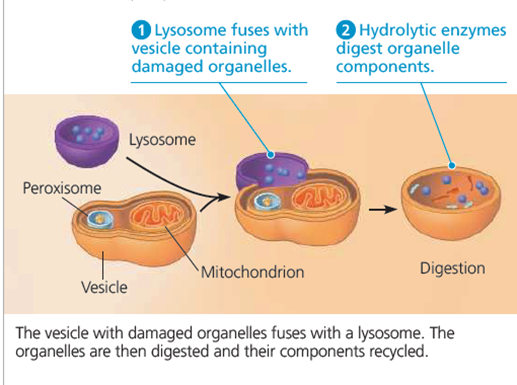 1 Lysosome fuses with
vesicle containing
damaged organelles.
2 Hydrolytic enzymes
digest organelle
components.
Lysosome
Peroxisome
Mitochondrion
Vesicle
Digestion
The vesicle with damaged organelles fuses with a lysosome. The
organelles are then digested and their components recycled.